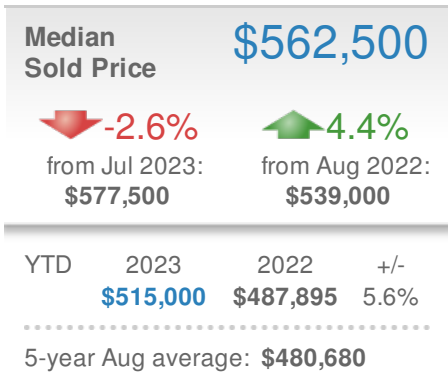 Median $562,500
Sold Price
-2.6% 4.4%
from Jul 2023: from Aug 2022:
$577,500 $539,000
YTD 2023 2022 +/-
$515,000 $487,895 5.6%
5-year Aug average: $480,680